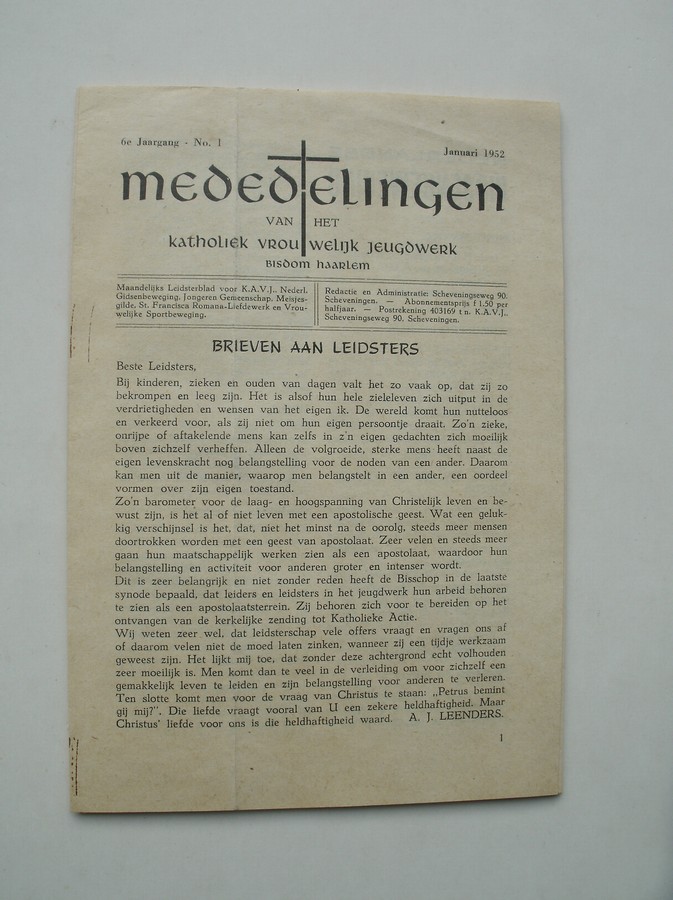 6e Jaargang - No. 1
Januari 1952
mededelingen
VAN HET
katholiek vrouwelijk jeugdwerk
bisdom haarlem
Maandelijks Leidsterblad voor K.A.V.J., Nederl.
Gidsenbeweging, Jongeren Gemeenschap, Meisjes-
gilde, St. Francisca Romana-Liefdewerk en Vrou-
welijke Sportbeweging.
Redactie en Administratie: Scheveningseweg 90.
Scheveningen. — Abonnementsprijs f 1.50 per
halfjaar. — Postrekening 403169 t n. K.A.V.J.,
Scheveningseweg 90, Scheveningen.
BRIEVEN AAN LEIDSTERS
Beste Leidsters,
Bij kinderen, zieken en ouden van dagen valt het zo vaak op, dat zij zo
bekrompen en leeg zijn. Het is alsof hun hele zieleleven zich uitput in de
verdrietigheden en wensen van het eigen ik. De wereld komt hun nutteloos
en verkeerd voor, als zij niet om hun eigen persoontje draait. Zo'n zieke,
onrijpe of aftakelende mens kan zelfs in z'n eigen gedachten zich moeilijk
boven zichzelf verheffen. Alleen de volgroeide, sterke mens heeft naast de
eigen levenskracht nog belangstelling voor de noden van een ander. Daarom
kan men uit de manier, waarop men belangstelt in een ander, een oordeel
vormen over zijn eigen toestand.
Zo'n barometer voor de laag- en hoogspanning van Christelijk leven en be-
wust zijn, is het al of niet leven met een apostolische geest. Wat een geluk-
kig verschijnsel is het, dat, niet het minst na de oorolg, steeds meer mensen
doortrokken worden met een geest van apostolaat. Zeer velen en steeds meer
gaan hun maatschappelijk werken zien als een apostolaat, waardoor hun
belangstelling en activiteit voor anderen groter en intenser wordt.
Dit is zeer belangrijk en niet zonder reden heeft de Bisschop in de laatste
synode bepaald, dat leiders en leidsters in het jeugdwerk hun arbeid behoren
te zien als een apostolaatsterrein. Zij behoren zich voor te bereiden op het
ontvangen van de kerkelijke zending tot Katholieke Actie.
Wij weten zeer wel, dat leidsterschap vele offers vraagt en vragen ons af
of daarom velen niet de moed laten zinken, wanneer zij een tijdje werkzaam
geweest zijn. Het lijkt mij toe, dat zonder deze achtergrond echt volhouden
zeer moeilijk is. Men komt dan te veel in de verleiding om voor zichzelf een
gemakkelijk leven te leiden en zijn belangstelling voor anderen te verleren.
Ten slotte komt men voor de vraag van Christus te staan: „Petrus bemint
gij mij?". Die liefde vraagt vooral van U een zekere heldhaftigheid. Maar
Christus' liefde voor ons is die heldhaftigheid waard. A. J. LEENDERS.
1